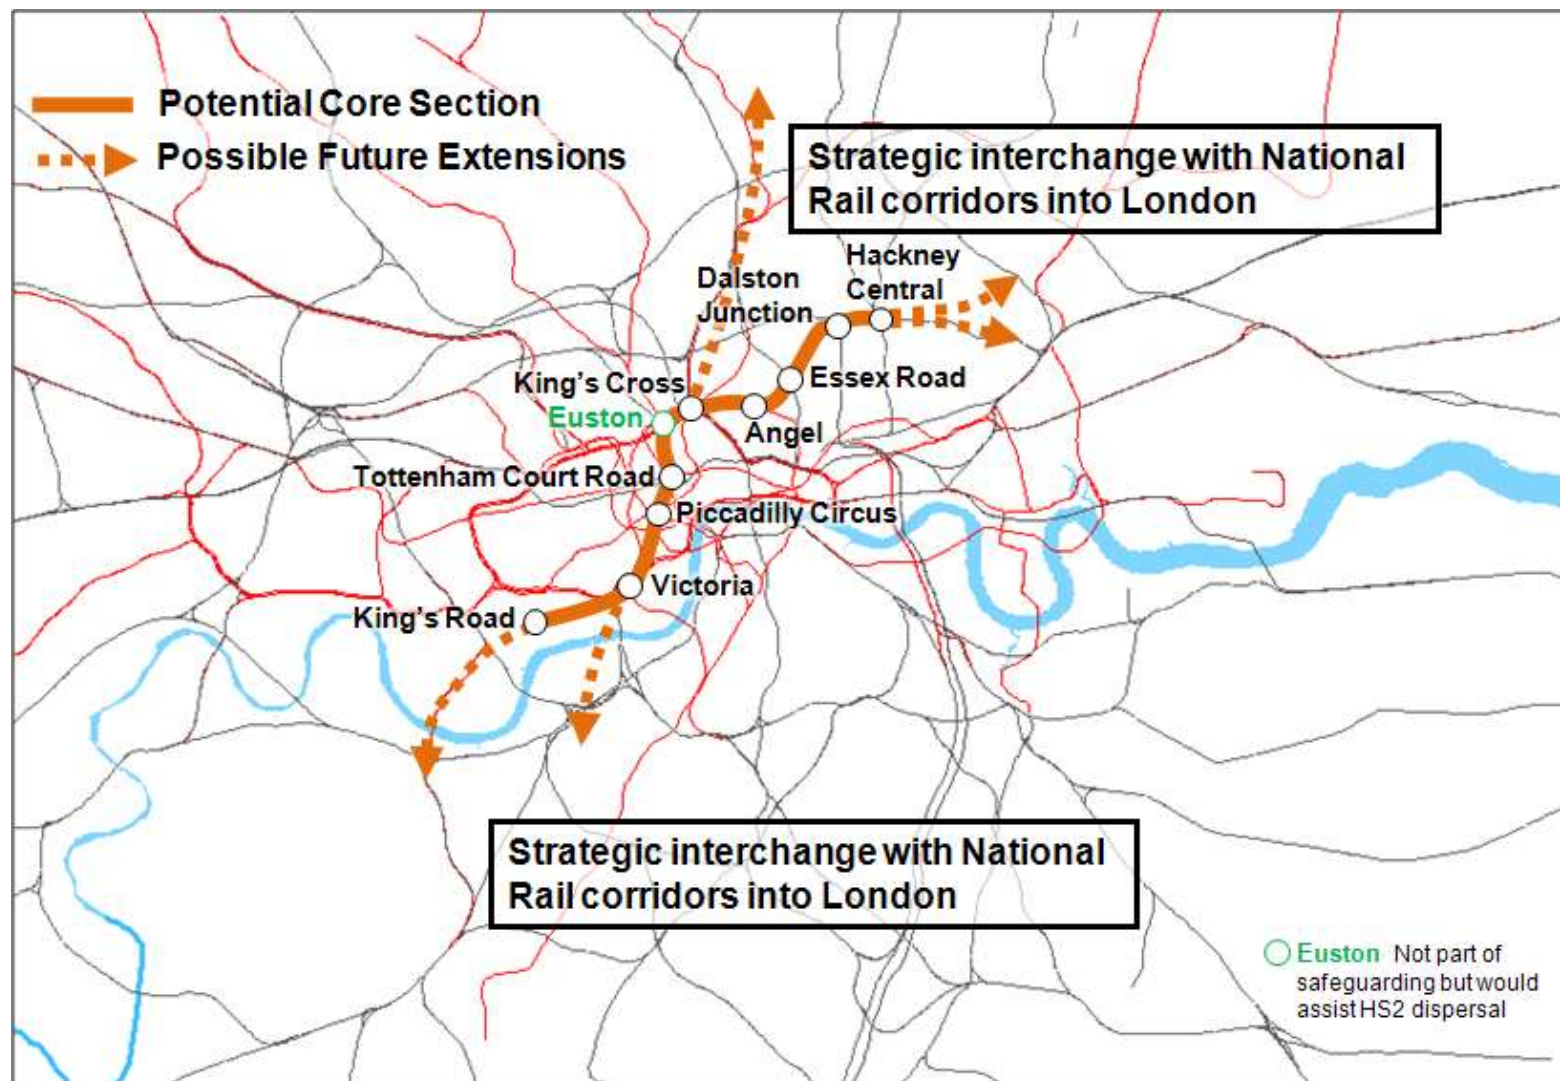 Potential Core Section
Possible Future Extensions
Strategic interchange with National
Rail corridors into London
Hackney
Central
Dalston
Junction
King's Cross
Essex Road
Euston
Angel
Tottenham Court Road
Piccadilly Circus
Victoria
King's Road
Strategic interchange with National
Rail corridors into London
Euston Not part of
safeguarding but would
assist HS2 dispersal